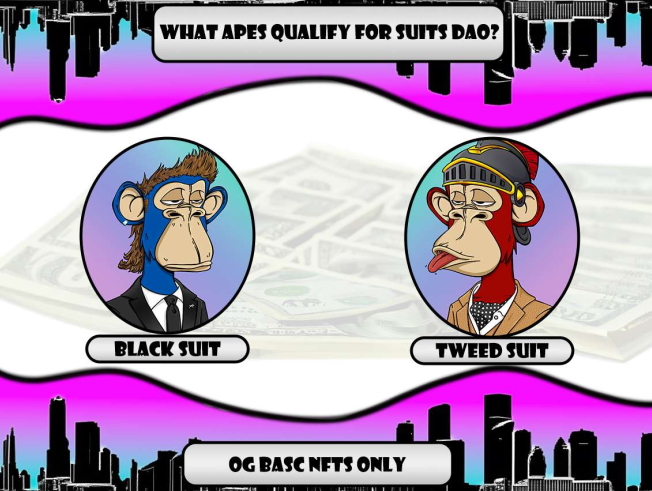 WHAT APES QUALIFY FOR SUITS DAO?
BLACK SUIT
TWEED SUIT
OG BASC NFTS ONLY